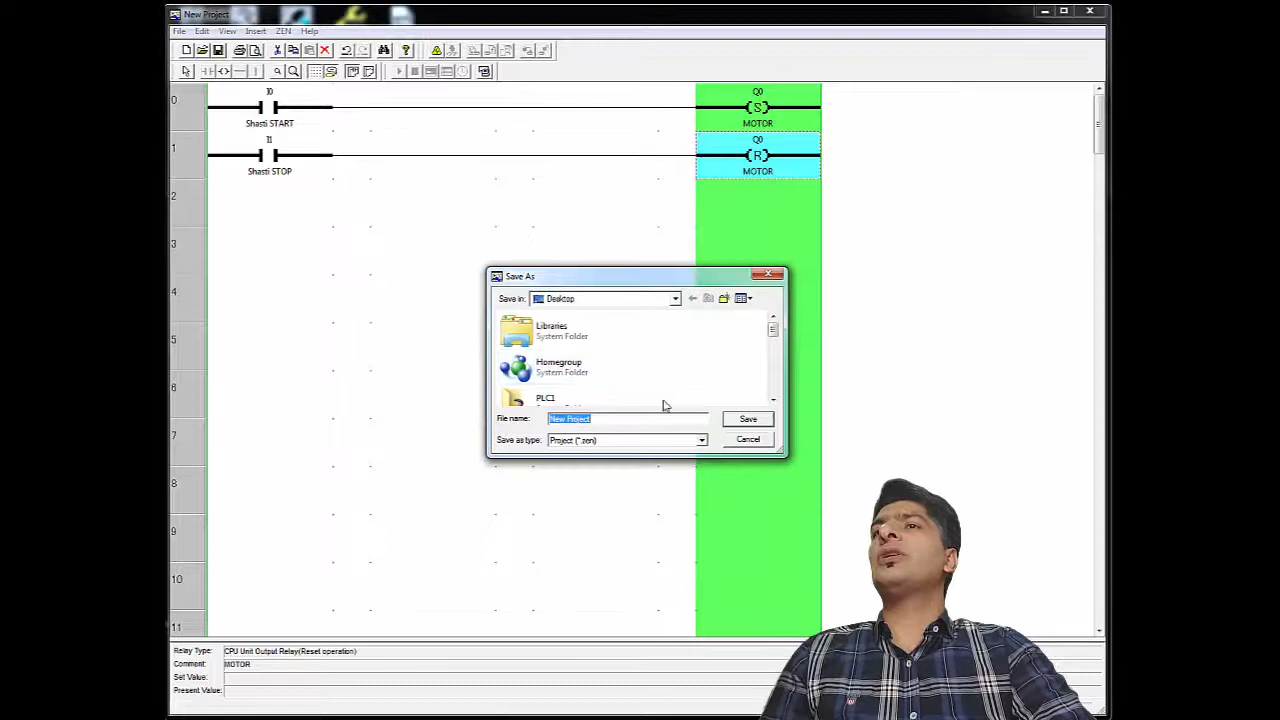 New Project
File Edit View Insert ZEN Help
0
I0
Shasti START
Q0
S
MOTOR
1
I1
Shasti STOP
Q0
R
MOTOR
2
3
4
5
6
7
8
9
10
11
Save As
Save in: Desktop
Libraries
System Folder
Homegroup
System Folder
PLC1
File name: New Project
Save
Save as type: Project (*.zen)
Cancel
Relay Type: CPU Unit Output Relay(Reset operation)
Comment: MOTOR
Set Value:
Present Value: